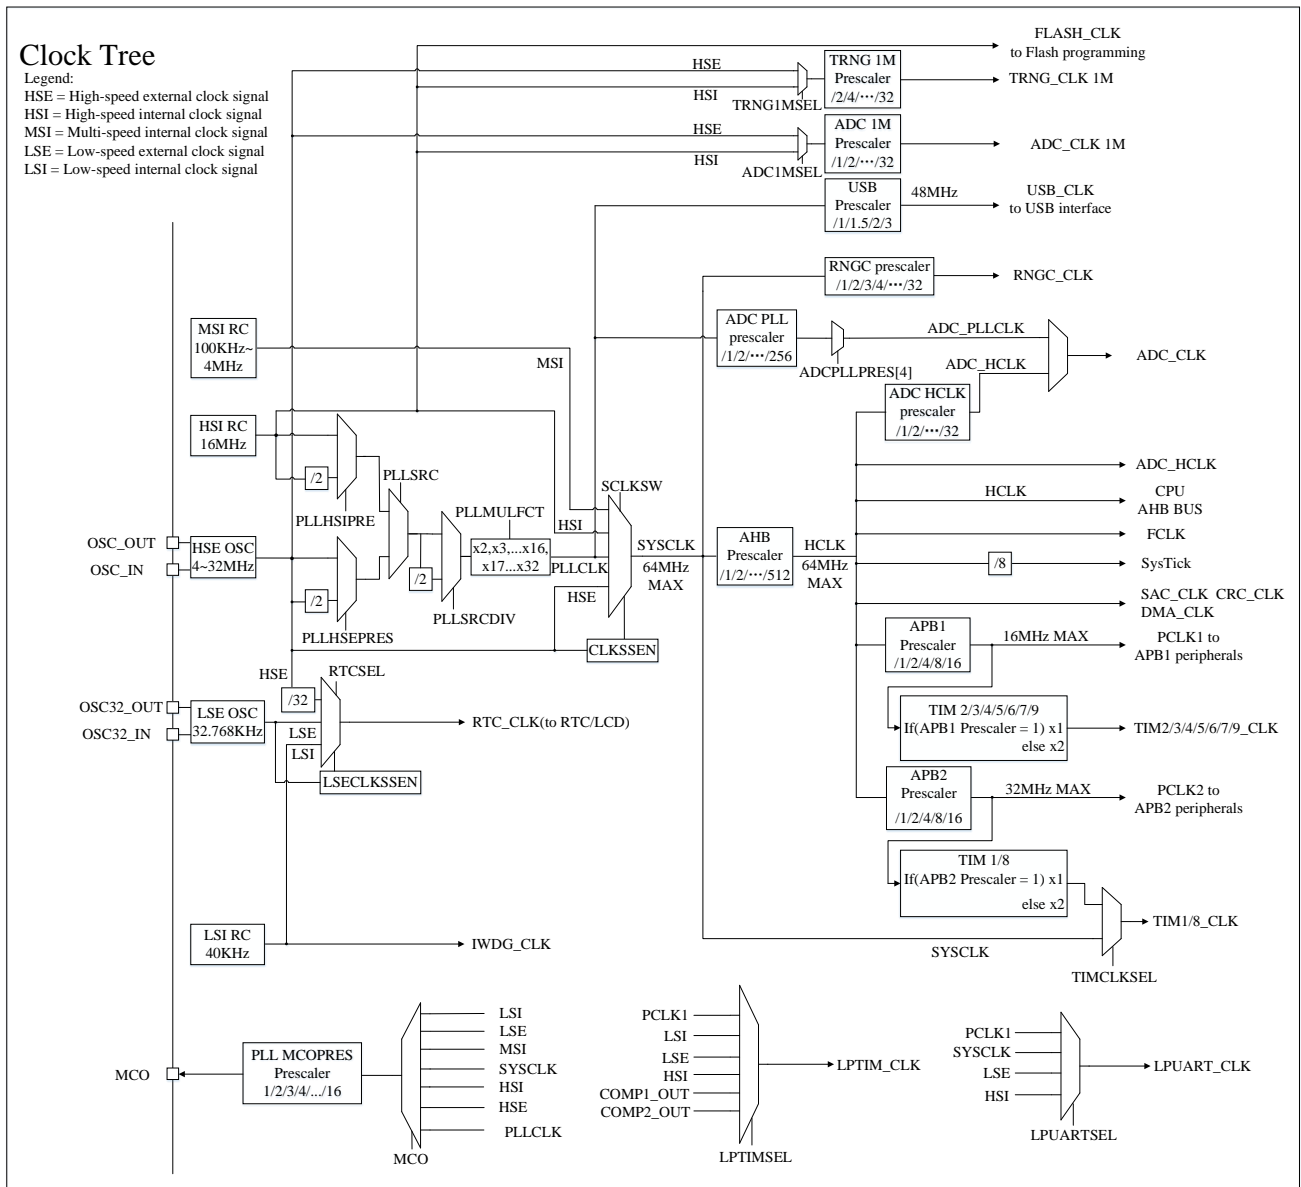 Clock Tree
Legend:
HSE = High-speed external clock signal
HSI = High-speed internal clock signal
MSI = Multi-speed internal clock signal
LSE = Low-speed external clock signal
LSI = Low-speed internal clock signal
FLASH_CLK
to Flash programming
HSE
HSI
TRNG1MSEL
TRNG 1M
Prescaler
/2/4/···/32
TRNG_CLK 1M
HSE
HSI
ADC1MSEL
ADC 1M
Prescaler
/1/2/···/32
ADC_CLK 1M
USB
Prescaler
/1/1.5/2/3
48MHz
USB_CLK
to USB interface
RNGC prescaler
/1/2/3/4/···/32
RNGC_CLK
MSI RC
100KHz~
4MHz
MSI
ADC PLL
prescaler
/1/2/···/256
ADCPLLPRES[4]
ADC_PLLCLK
ADC_HCLK
ADC_CLK
ADC HCLK
prescaler
/1/2/···/32
HSI RC
16MHz
/2
PLLHSIPRE
PLLSRC
PLLMULFCT
SCLKSW
HSI
ADC_HCLK
HCLK
CPU
AHB BUS
FCLK
OSC_OUT
OSC_IN
HSE OSC
4~32MHz
/2
PLLHSEPRES
/2
PLLSRCDIV
x2,x3,...x16,
x17...x32
PLLCLK
HSE
CLKSSEN
SYSCLK
64MHz
MAX
AHB
Prescaler
/1/2/···/512
HCLK
64MHz
MAX
/8
SysTick
SAC_CLK CRC_CLK
DMA_CLK
APB1
Prescaler
/1/2/4/8/16
16MHz MAX
PCLK1 to
APB1 peripherals
HSE
/32
RTCSEL
OSC32_OUT
OSC32_IN
LSE OSC
32.768KHz
LSE
LSI
LSECLKSSEN
RTC_CLK(to RTC/LCD)
TIM 2/3/4/5/6/7/9
If(APB1 Prescaler = 1) x1
else x2
TIM2/3/4/5/6/7/9_CLK
APB2
Prescaler
/1/2/4/8/16
32MHz MAX
PCLK2 to
APB2 peripherals
TIM 1/8
If(APB2 Prescaler = 1) x1
else x2
TIM1/8_CLK
SYSCLK
TIMCLKSEL
LSI RC
40KHz
IWDG_CLK
MCO
PLL MCOPRES
Prescaler
1/2/3/4/.../16
LSI
LSE
MSI
SYSCLK
HSI
HSE
PLLCLK
MCO
PCLK1
LSI
LSE
HSI
COMP1_OUT
COMP2_OUT
LPTIM_CLK
LPTIMSEL
PCLK1
SYSCLK
LSE
HSI
LPUART_CLK
LPUARTSEL